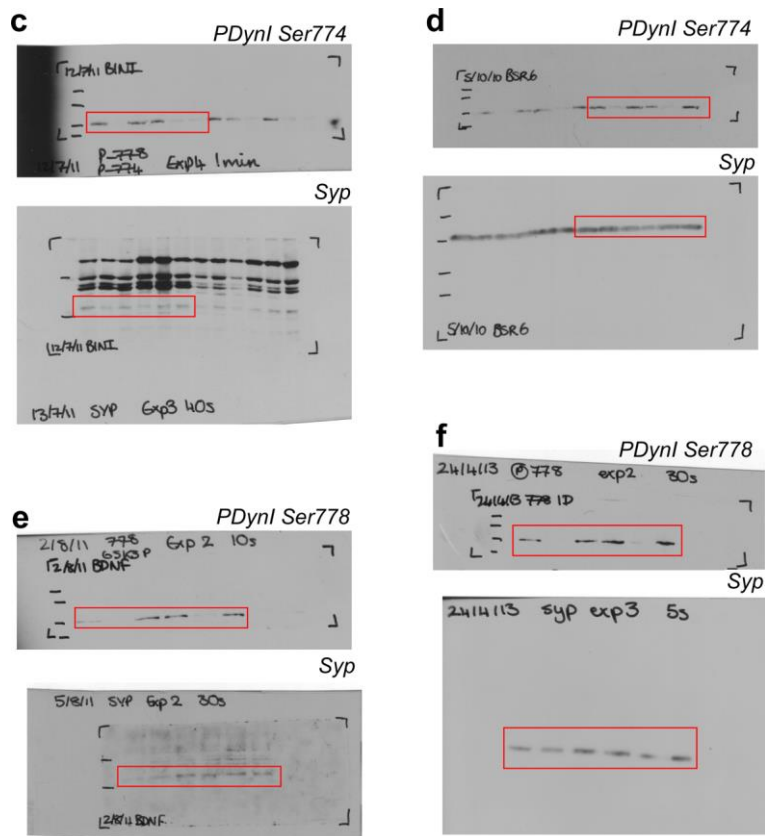 c
PDynI Ser774
12/7/11 BINI
P_778
P_774 Exp4 1min
Syp
12/7/11 BINI
13/7/11 SYP Exp3 40s
d
PDynI Ser774
5/10/10 BSR6
Syp
5/10/10 BSR6
e
PDynI Ser778
2/8/11 778 Exp 2 10s
2/8/11 BDNF
Syp
5/8/11 SYP Exp 2 30s
2/8/11 BDNF
f
PDynI Ser778
24/4/13 P 778 exp2 30s
24/4/13 778 1D
Syp
24/4/13 syp exp3 5s